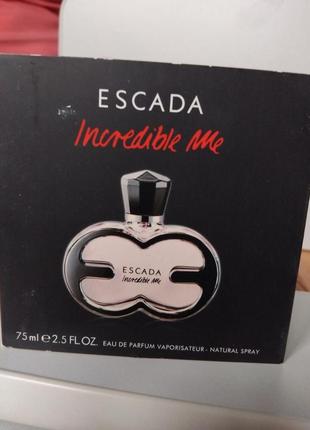 ESCADA
Incredible Me
ESCADA
Incredible Me
75 ml e 2.5 FL.OZ. EAU DE PARFUM VAPORISATEUR - NATURAL SPRAY